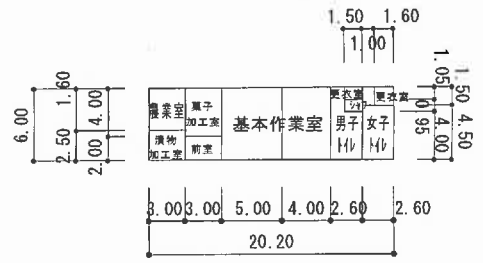 1.50 1.60
1.00
6.00
1.60
2.50
4.00
2.00
農業室
菓子
加工室
漬物
加工室
前室
基本作業室
更衣室
シャワー
更衣室
男子
トイレ
女子
トイレ
1.05
0.95
1.50
4.00
4.50
3.00 3.00 5.00 4.00 2.60 2.60
20.20